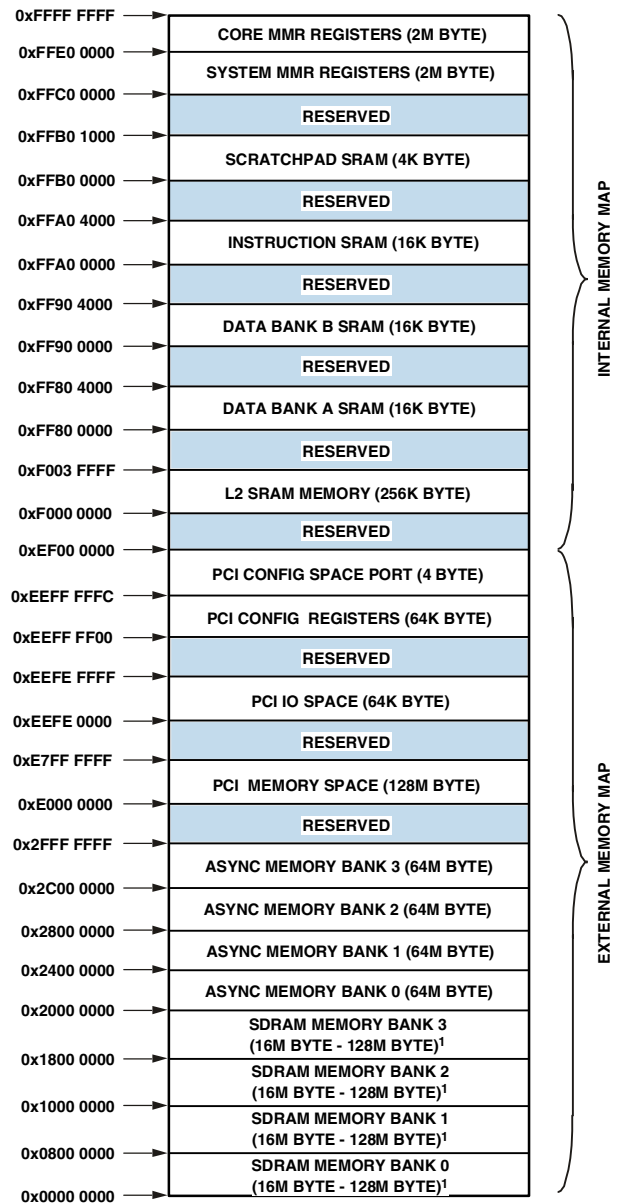 0xFFFF FFFF
CORE MMR REGISTERS (2M BYTE)
0xFFE0 0000
SYSTEM MMR REGISTERS (2M BYTE)
0xFFC0 0000
RESERVED
0xFFB0 1000
SCRATCHPAD SRAM (4K BYTE)
0xFFB0 0000
RESERVED
0xFFA0 4000
INSTRUCTION SRAM (16K BYTE)
0xFFA0 0000
RESERVED
0xFF90 4000
DATA BANK B SRAM (16K BYTE)
0xFF90 0000
RESERVED
0xFF80 4000
DATA BANK A SRAM (16K BYTE)
0xFF80 0000
RESERVED
0xF003 FFFF
L2 SRAM MEMORY (256K BYTE)
0xF000 0000
RESERVED
0xEF00 0000
PCI CONFIG SPACE PORT (4 BYTE)
0xEEFF FFFC
PCI CONFIG REGISTERS (64K BYTE)
0xEEFF FF00
RESERVED
0xEEFE FFFF
PCI IO SPACE (64K BYTE)
0xEEFE 0000
RESERVED
0xE7FF FFFF
PCI MEMORY SPACE (128M BYTE)
0xE000 0000
RESERVED
0x2FFF FFFF
ASYNC MEMORY BANK 3 (64M BYTE)
0x2C00 0000
ASYNC MEMORY BANK 2 (64M BYTE)
0x2800 0000
ASYNC MEMORY BANK 1 (64M BYTE)
0x2400 0000
ASYNC MEMORY BANK 0 (64M BYTE)
0x2000 0000
SDRAM MEMORY BANK 3
(16M BYTE - 128M BYTE)¹
0x1800 0000
SDRAM MEMORY BANK 2
(16M BYTE - 128M BYTE)¹
0x1000 0000
SDRAM MEMORY BANK 1
(16M BYTE - 128M BYTE)¹
0x0800 0000
SDRAM MEMORY BANK 0
(16M BYTE - 128M BYTE)¹
0x0000 0000
INTERNAL MEMORY MAP
EXTERNAL MEMORY MAP